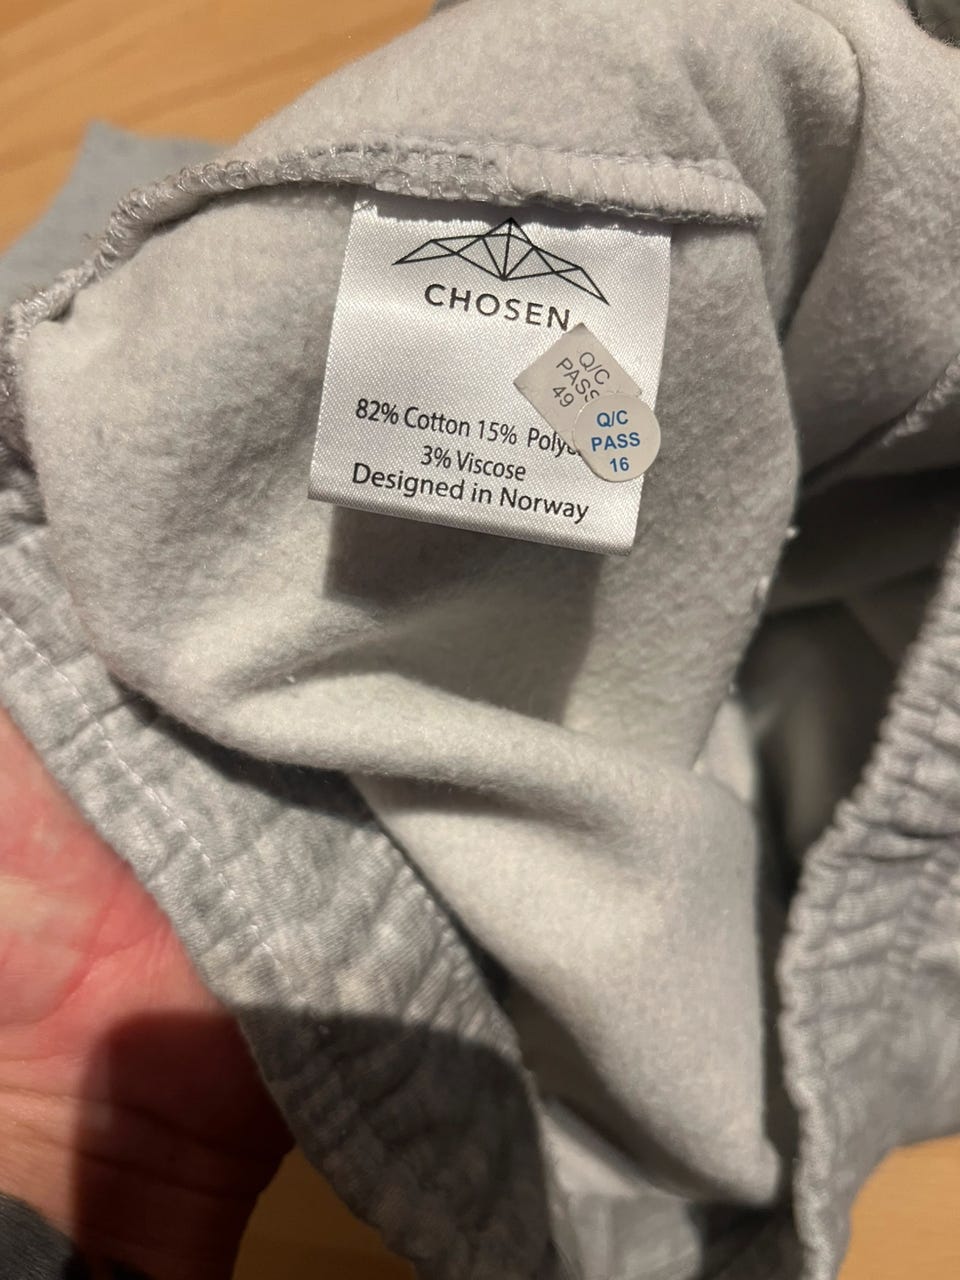 CHOSEN
Q/C
PASS
49
Q/C
PASS
16
82% Cotton 15%
3% Viscose
Designed in Norway